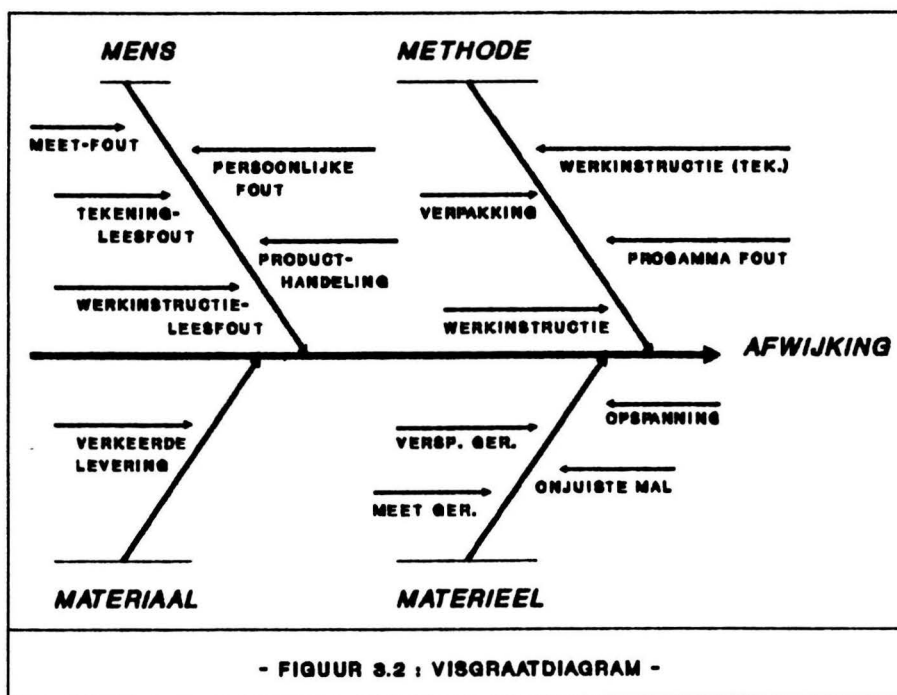 MENS
METHODE
MEET-FOUT
PERSOONLIJKE
FOUT
TEKENING-
LEESFOUT
PRODUCT-
HANDELING
WERKINSTRUCTIE-
LEESFOUT
WERKINSTRUCTIE (TEK.)
VERPAKKING
PROGAMMA FOUT
WERKINSTRUCTIE
AFWIJKING
VERKEERDE
LEVERING
OPSPANNING
VERSP. GER.
ONJUISTE MAL
MEET GER.
MATERIAAL
MATERIEEL
- FIGUUR 3.2 : VISGRAATDIAGRAM -